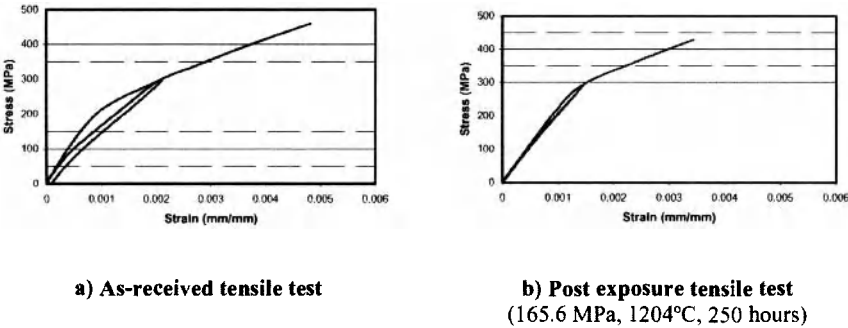 500
400
300
200
100
0
Stress (MPa)
0 0.001 0.002 0.003 0.004 0.005 0.006
Strain (mm/mm)
a) As-received tensile test
500
400
300
200
100
0
Stress (MPa)
0 0.001 0.002 0.003 0.004 0.005 0.006
Strain (mm/mm)
b) Post exposure tensile test
(165.6 MPa, 1204ºC, 250 hours)